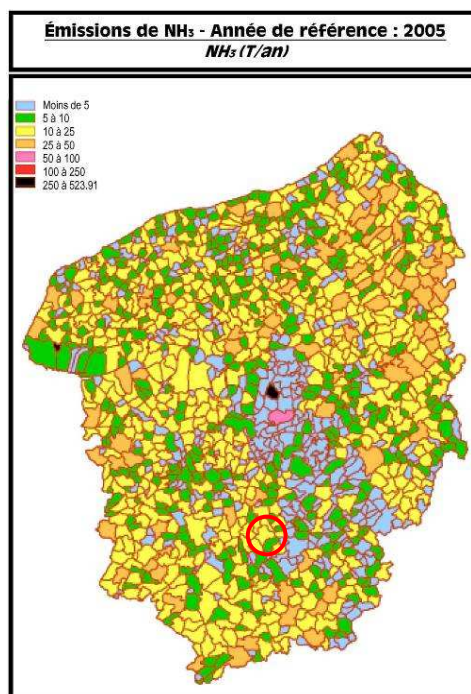 Émissions de NH₃ - Année de référence : 2005
NH₃ (T/an)
Moins de 5
5 à 10
10 à 25
25 à 50
50 à 100
100 à 250
250 à 523.91